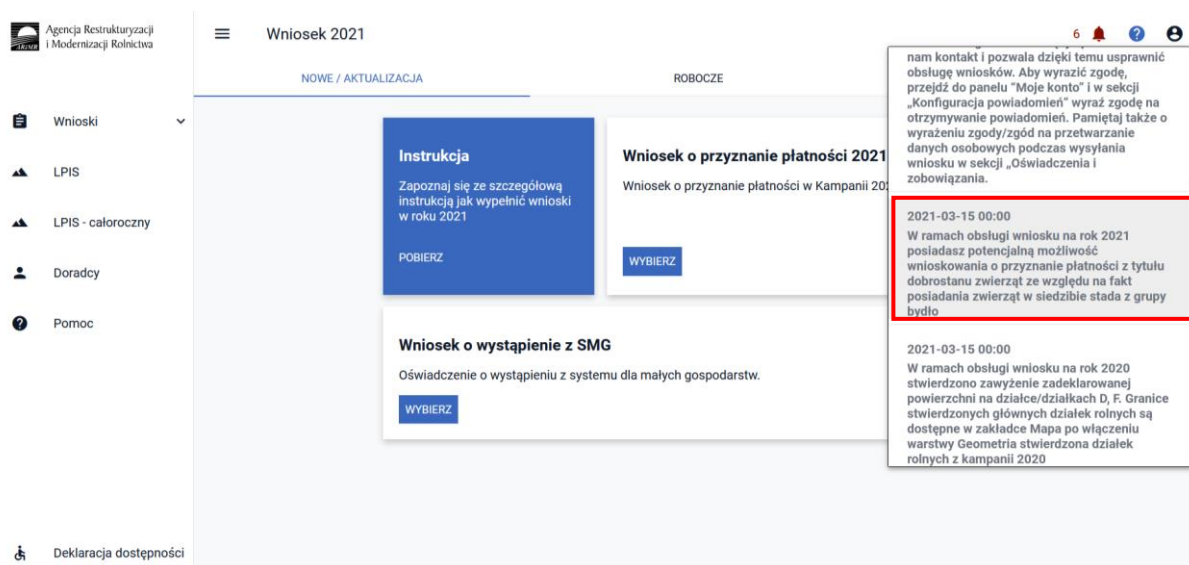 Agencja Restrukturyzacji
i Modernizacji Rolnictwa
ARiMR
Wniosek 2021
6
NOWE / AKTUALIZACJA
ROBOCZE
Wnioski
LPIS
LPIS - całoroczny
Doradcy
Pomoc
Deklaracja dostępności
Instrukcja
Zapoznaj się ze szczegółową
instrukcją jak wypełnić wnioski
w roku 2021
POBIERZ
Wniosek o przyznanie płatności 2021
Wniosek o przyznanie płatności w Kampanii 202
WYBIERZ
Wniosek o wystąpienie z SMG
Oświadczenie o wystąpieniu z systemu dla małych gospodarstw.
WYBIERZ
nam kontakt i pozwala dzięki temu usprawnić
obsługę wniosków. Aby wyrazić zgodę,
przejdź do panelu "Moje konto" i w sekcji
„Konfiguracja powiadomień" wyraź zgodę na
otrzymywanie powiadomień. Pamiętaj także o
wyrażeniu zgody/zgód na przetwarzanie
danych osobowych podczas wysyłania
wniosku w sekcji „Oświadczenia i
zobowiązania.
2021-03-15 00:00
W ramach obsługi wniosku na rok 2021
posiadasz potencjalną możliwość
wnioskowania o przyznanie płatności z tytułu
dobrostanu zwierząt ze względu na fakt
posiadania zwierząt w siedzibie stada z grupy
bydło
2021-03-15 00:00
W ramach obsługi wniosku na rok 2020
stwierdzono zawyżenie zadeklarowanej
powierzchni na działce/działkach D, F. Granice
stwierdzonych głównych działek rolnych są
dostępne w zakładce Mapa po włączeniu
warstwy Geometria stwierdzona działek
rolnych z kampanii 2020